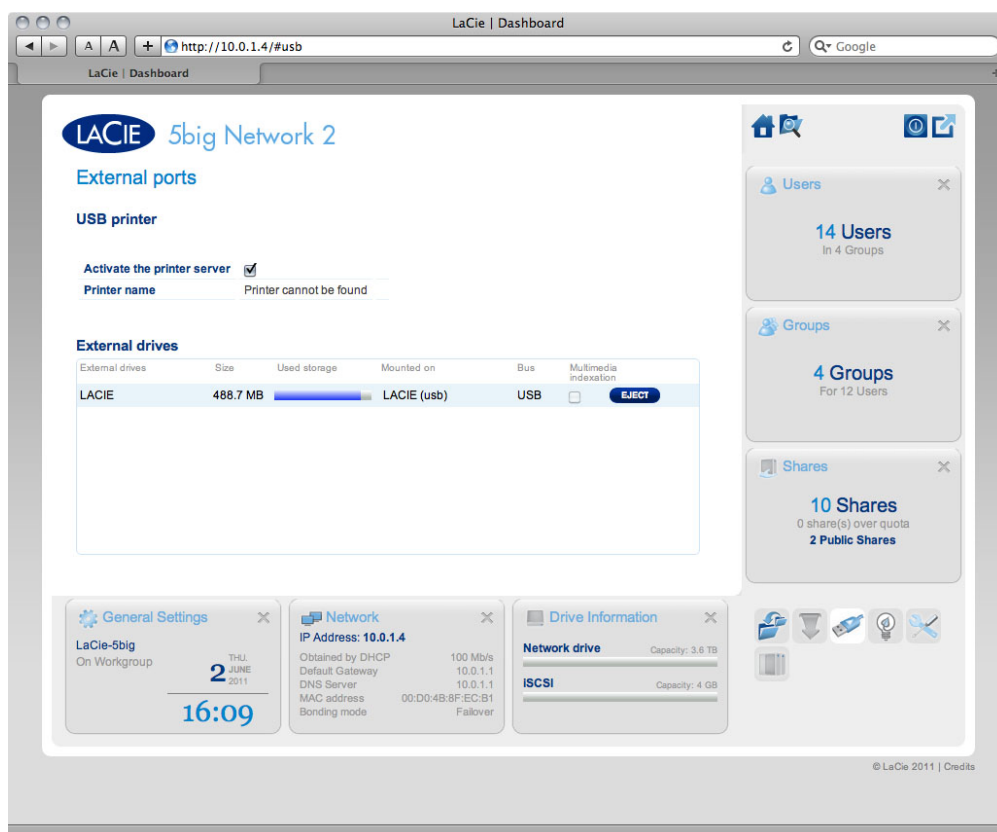 LaCie | Dashboard
A A + http://10.0.1.4/#usb Google
LaCie | Dashboard
LACIE 5big Network 2
External ports
USB printer
Activate the printer server
Printer name Printer cannot be found
External drives
External drives Size Used storage Mounted on Bus Multimedia indexation
LACIE 488.7 MB LACIE (usb) USB EJECT
Users
14 Users
In 4 Groups
Groups
4 Groups
For 12 Users
Shares
10 Shares
0 share(s) over quota
2 Public Shares
General Settings
LaCie-5big
On Workgroup
THU.
2 JUNE
2011
16:09
Network
IP Address: 10.0.1.4
Obtained by DHCP 100 Mb/s
Default Gateway 10.0.1.1
DNS Server 10.0.1.1
MAC address 00:D0:4B:8F:EC:B1
Bonding mode Failover
Drive Information
Network drive Capacity: 3.6 TB
iSCSI Capacity: 4 GB
© LaCie 2011 | Credits